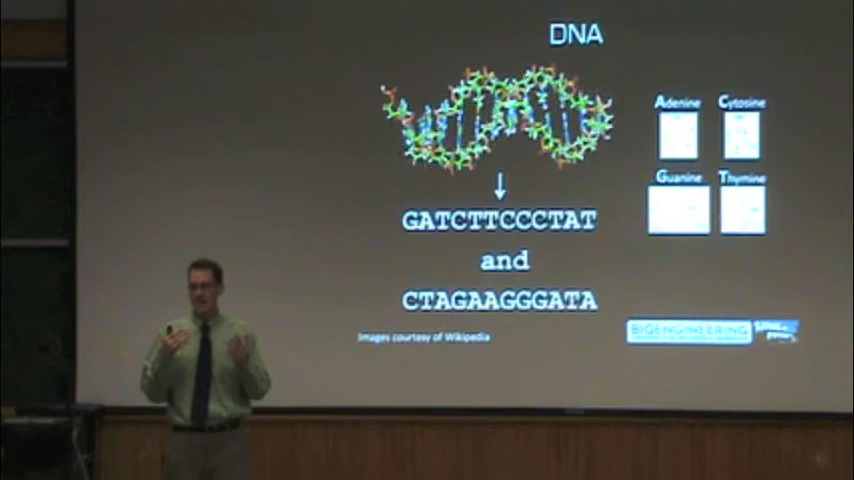 DNA
Adenine Cytosine
Guanine Thymine
GATCTTCCCTAT
and
CTAGAAGGGATA
Images courtesy of Wikipedia
BIOENGINEERING